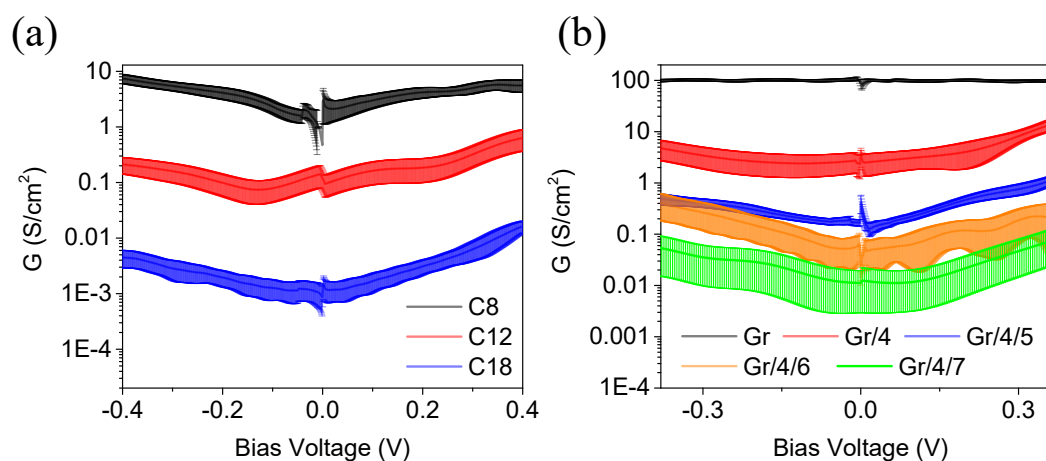 (a)
10
1
0.1
0.01
1E-3
1E-4
G (S/cm²)
-0.4
-0.2
0.0
0.2
0.4
Bias Voltage (V)
C8
C12
C18
(b)
100
10
1
0.1
0.01
0.001
1E-4
G (S/cm²)
-0.3
0.0
0.3
Bias Voltage (V)
Gr Gr/4 Gr/4/5
Gr/4/6 Gr/4/7